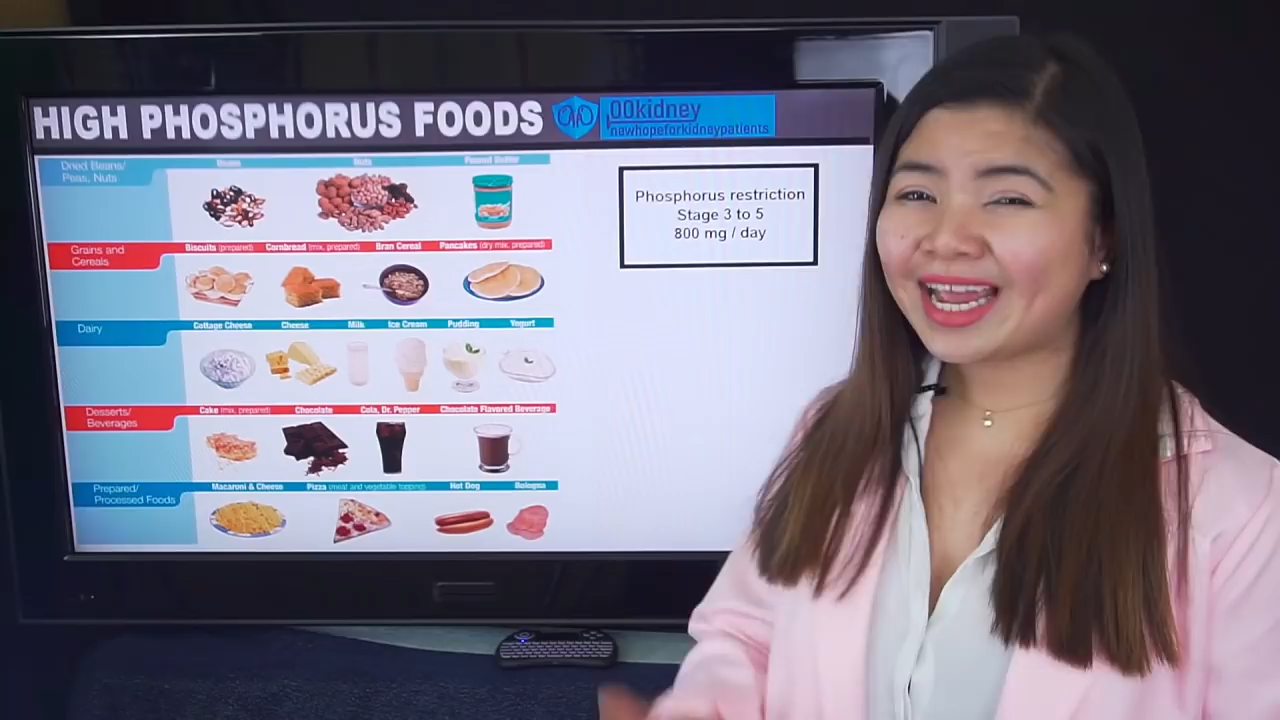 HIGH PHOSPHORUS FOODS
00kidney
newhopeforkidneypatients
Dried Beans/
Peas, Nuts
Beans
Nuts
Peanut Butter
Phosphorus restriction
Stage 3 to 5
800 mg / day
Grains and
Cereals
Biscuits (prepared)
Cornbread (mix, prepared)
Bran Cereal
Pancakes (dry mix, prepared)
Dairy
Cottage Cheese
Cheese
Milk
Ice Cream
Pudding
Yogurt
Desserts/
Beverages
Cake (mix, prepared)
Chocolate
Cola, Dr. Pepper
Chocolate Flavored Beverage
Prepared/
Processed Foods
Macaroni & Cheese
Pizza (meat and vegetable toppings)
Hot Dog
Bologna